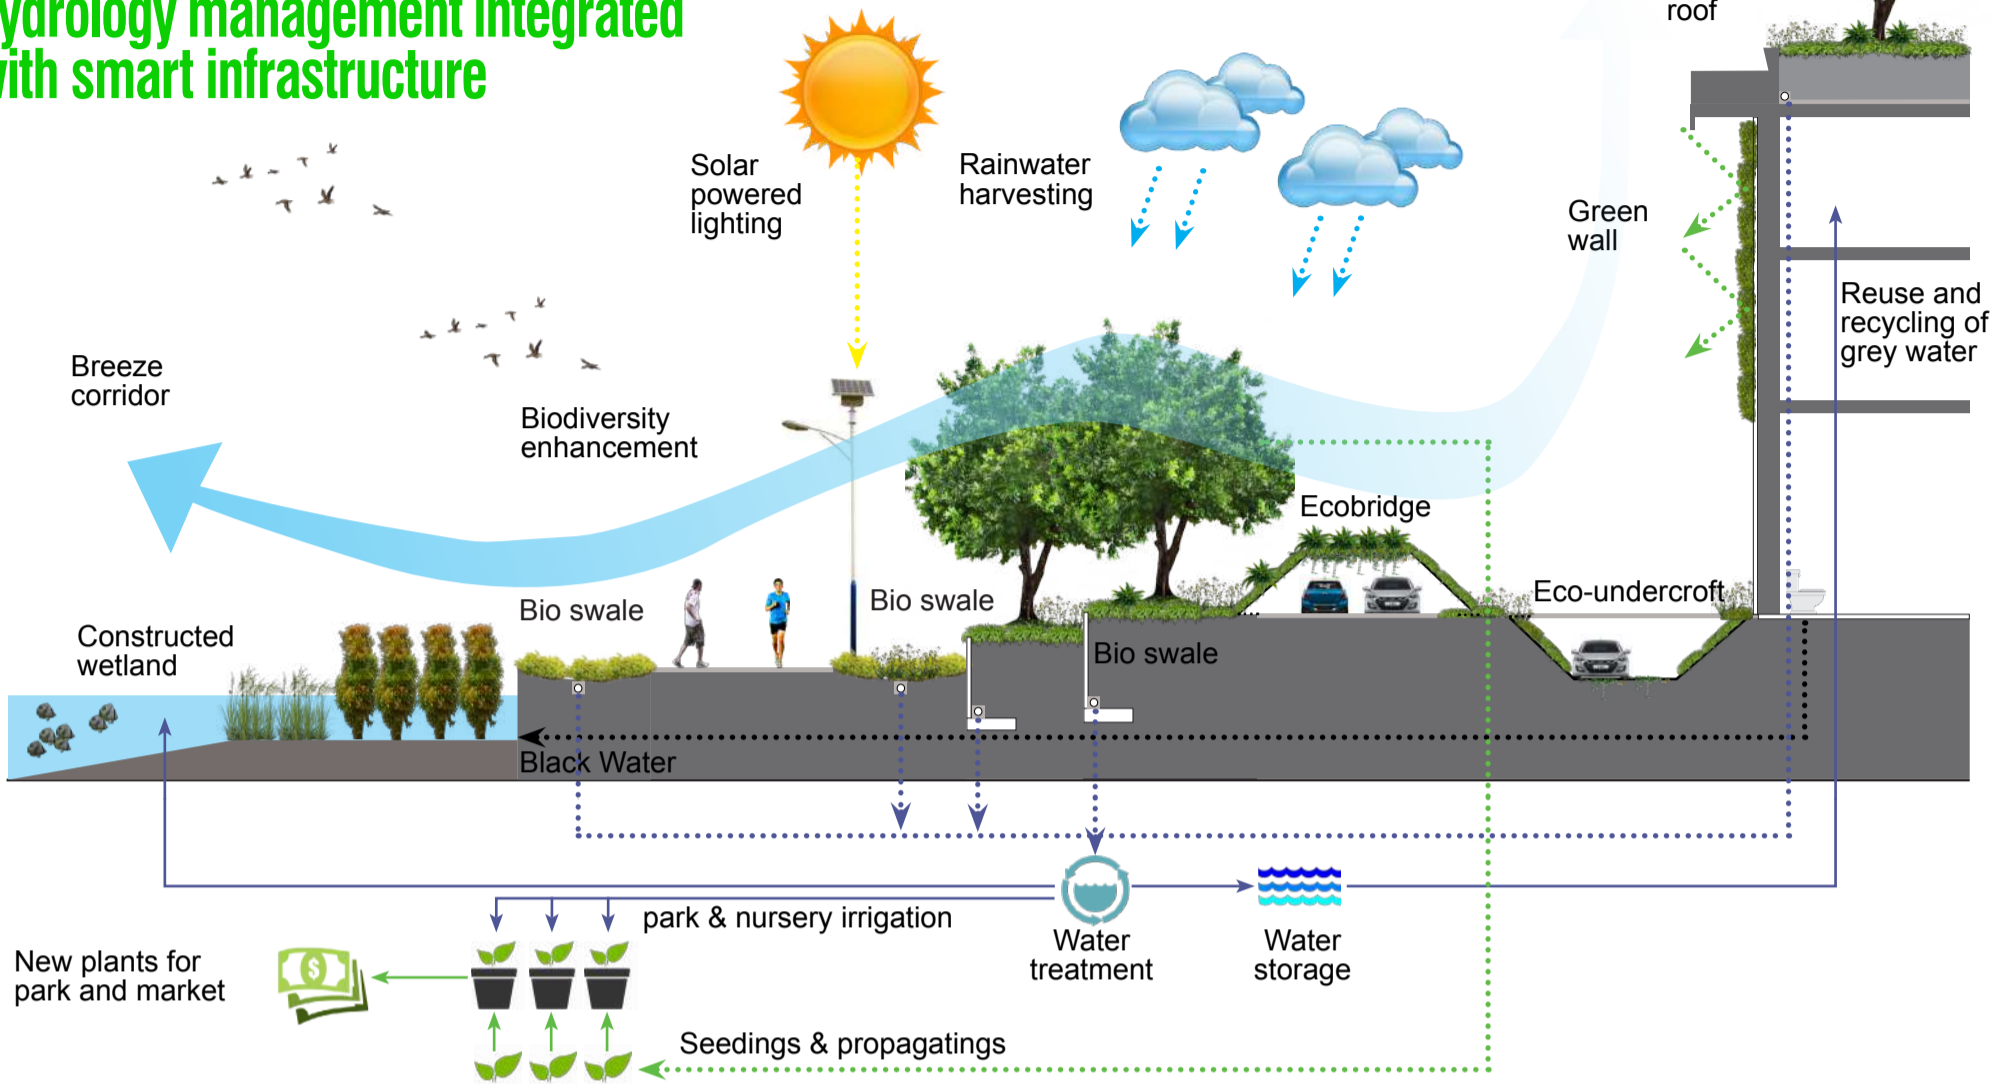 ydrology management integrated
with smart infrastructure
roof
Solar
powered
lighting
Rainwater
harvesting
Green
wall
Reuse and
recycling of
grey water
Breeze
corridor
Biodiversity
enhancement
Ecobridge
Eco-undercroft
Bio swale
Bio swale
Bio swale
Constructed
wetland
Black Water
park & nursery irrigation
Water
treatment
Water
storage
New plants for
park and market
$
Seedings & propagatings